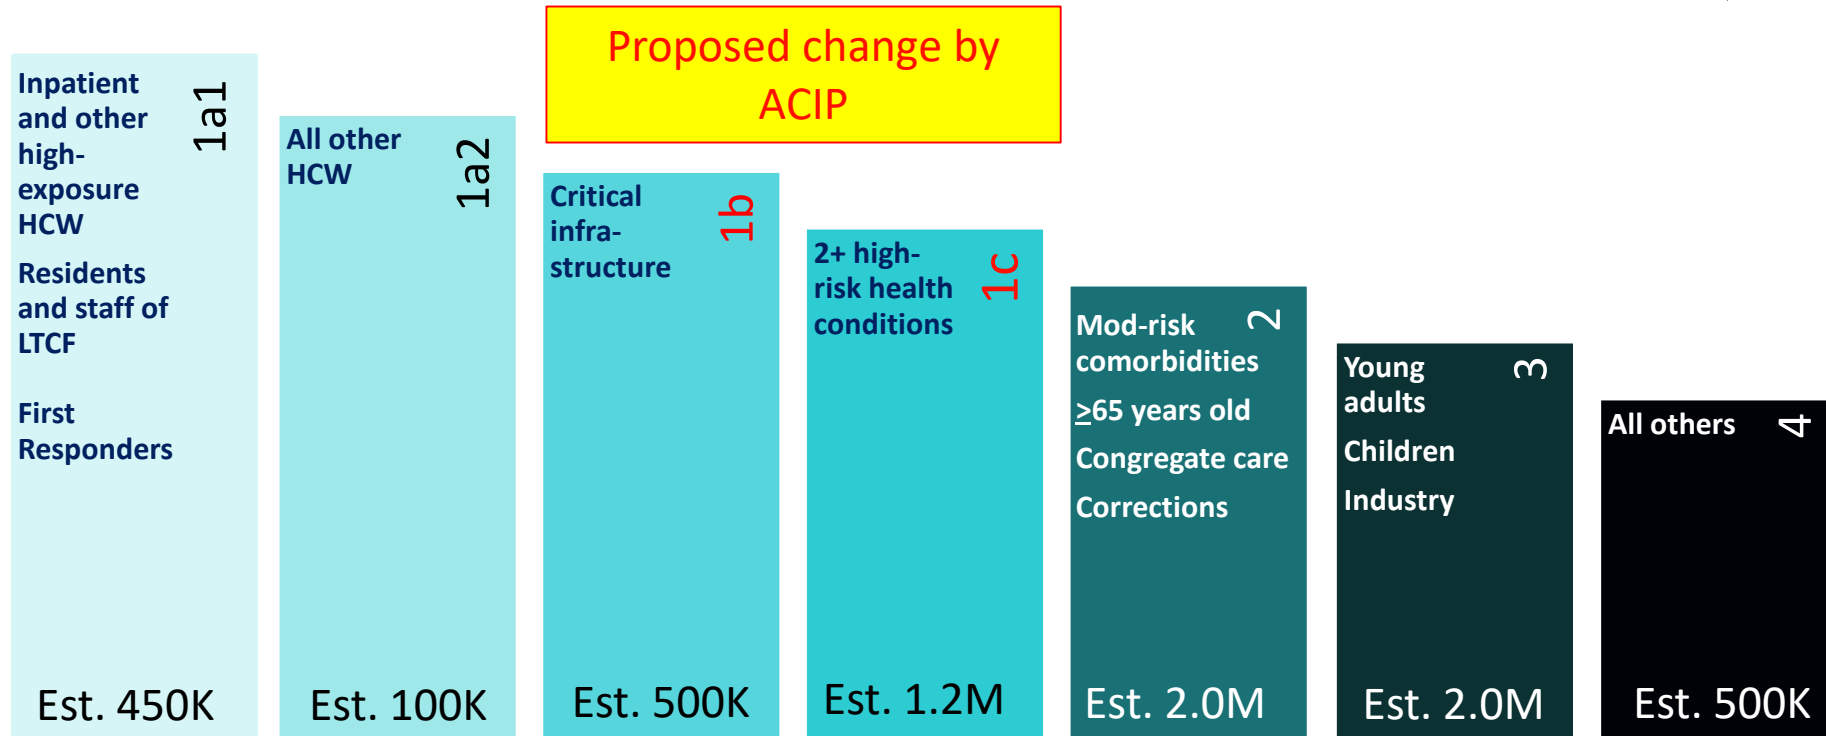 Proposed change by
ACIP
Inpatient
and other
high-
exposure
HCW
Residents
and staff of
LTCF
First
Responders
1a1
Est. 450K
All other
HCW
1a2
Est. 100K
Critical
infra-
structure
1b
Est. 500K
2+ high-
risk health
conditions
1c
Est. 1.2M
Mod-risk
comorbidities
≥65 years old
Congregate care
Corrections
2
Est. 2.0M
Young
adults
Children
Industry
3
Est. 2.0M
All others
4
Est. 500K